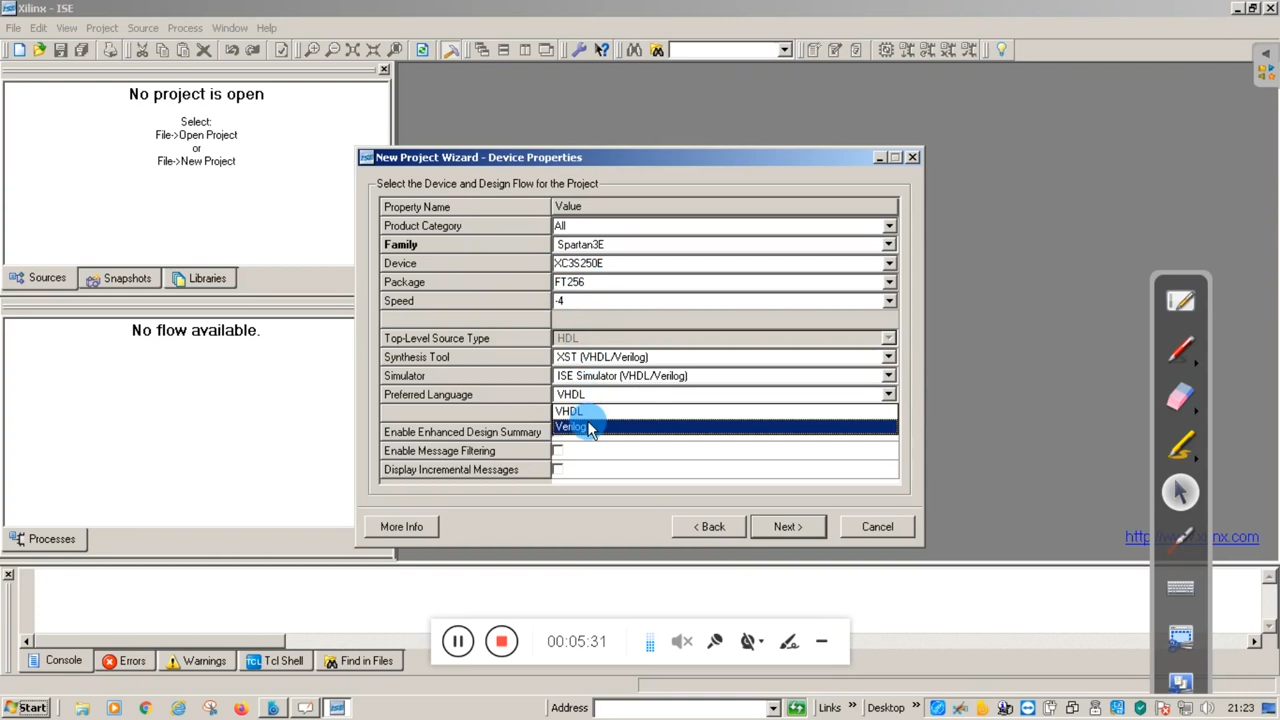 Xilinx - ISE
File Edit View Project Source Process Window Help
No project is open
Select:
File->Open Project
or
File->New Project
Sources Snapshots Libraries
No flow available.
Processes
New Project Wizard - Device Properties
Select the Device and Design Flow for the Project
Property Name Value
Product Category All
Family Spartan3E
Device XC3S250E
Package FT256
Speed -4
Top-Level Source Type HDL
Synthesis Tool XST (VHDL/Verilog)
Simulator ISE Simulator (VHDL/Verilog)
Preferred Language VHDL
VHDL
Verilog
Enable Enhanced Design Summary
Enable Message Filtering
Display Incremental Messages
More Info < Back Next > Cancel
Console Errors Warnings Tcl Shell Find in Files
00:05:31
Start Address Links » Desktop » 21:23